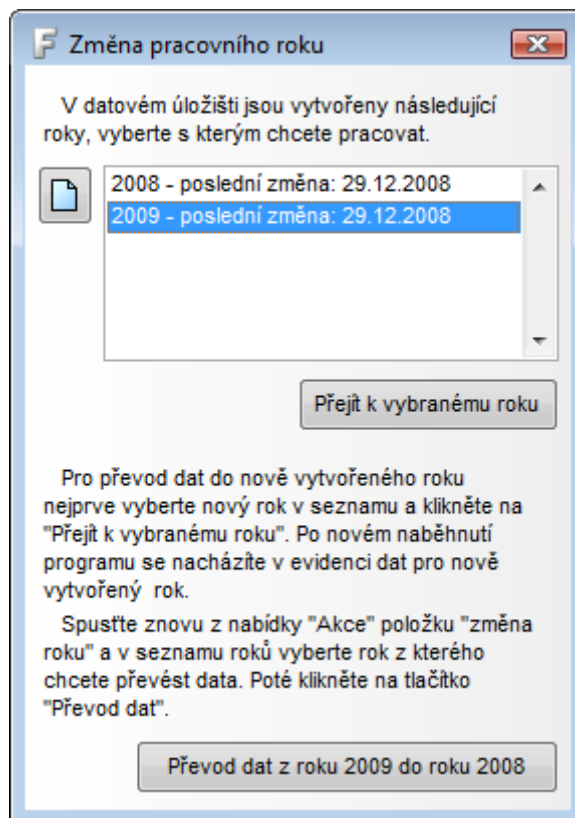 Změna pracovního roku
V datovém úložišti jsou vytvořeny následující
roky, vyberte s kterým chcete pracovat.
2008 - poslední změna: 29.12.2008
2009 - poslední změna: 29.12.2008
Přejít k vybranému roku
Pro převod dat do nově vytvořeného roku
nejprve vyberte nový rok v seznamu a klikněte na
"Přejít k vybranému roku". Po novém naběhnutí
programu se nacházíte v evidenci dat pro nově
vytvořený rok.
Spusťte znovu z nabídky "Akce" položku "změna
roku" a v seznamu roků vyberte rok z kterého
chcete převést data. Poté klikněte na tlačítko
"Převod dat".
Převod dat z roku 2009 do roku 2008